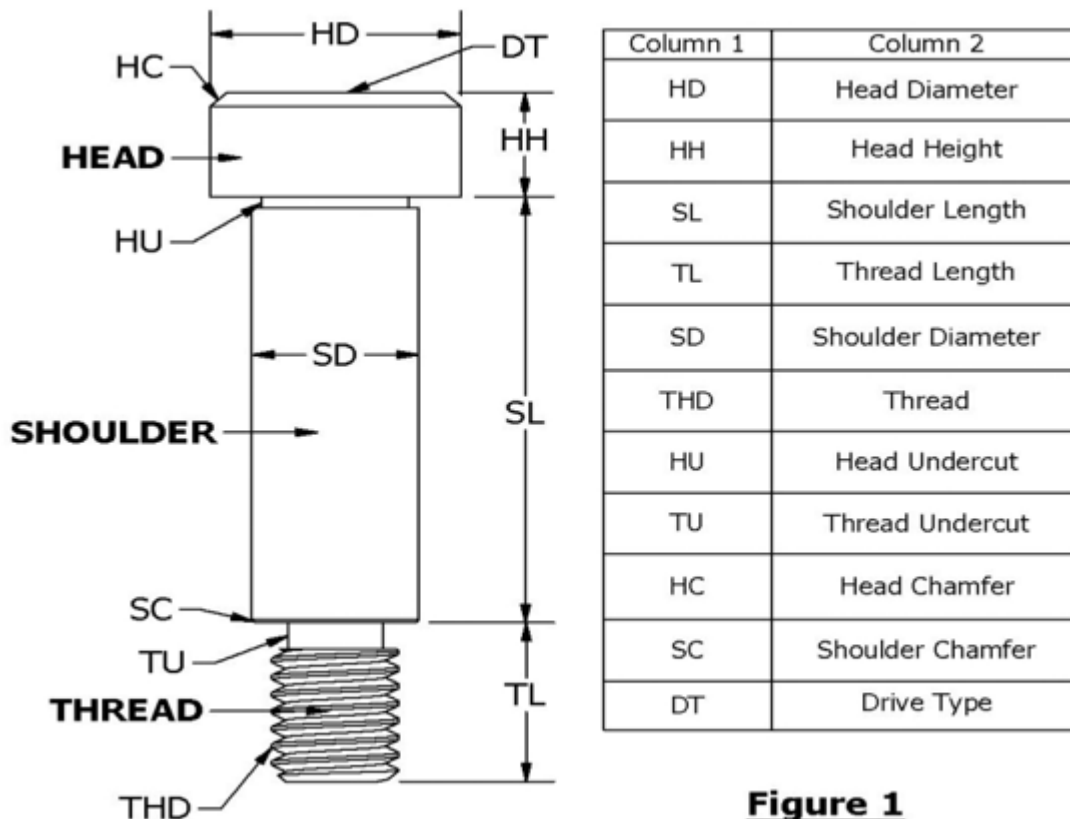 HD
DT
HC
HH
HEAD
HU
SD
SL
SHOULDER
SC
TU
TL
THREAD
THD
Column 1 Column 2
HD Head Diameter
HH Head Height
SL Shoulder Length
TL Thread Length
SD Shoulder Diameter
THD Thread
HU Head Undercut
TU Thread Undercut
HC Head Chamfer
SC Shoulder Chamfer
DT Drive Type
Figure 1